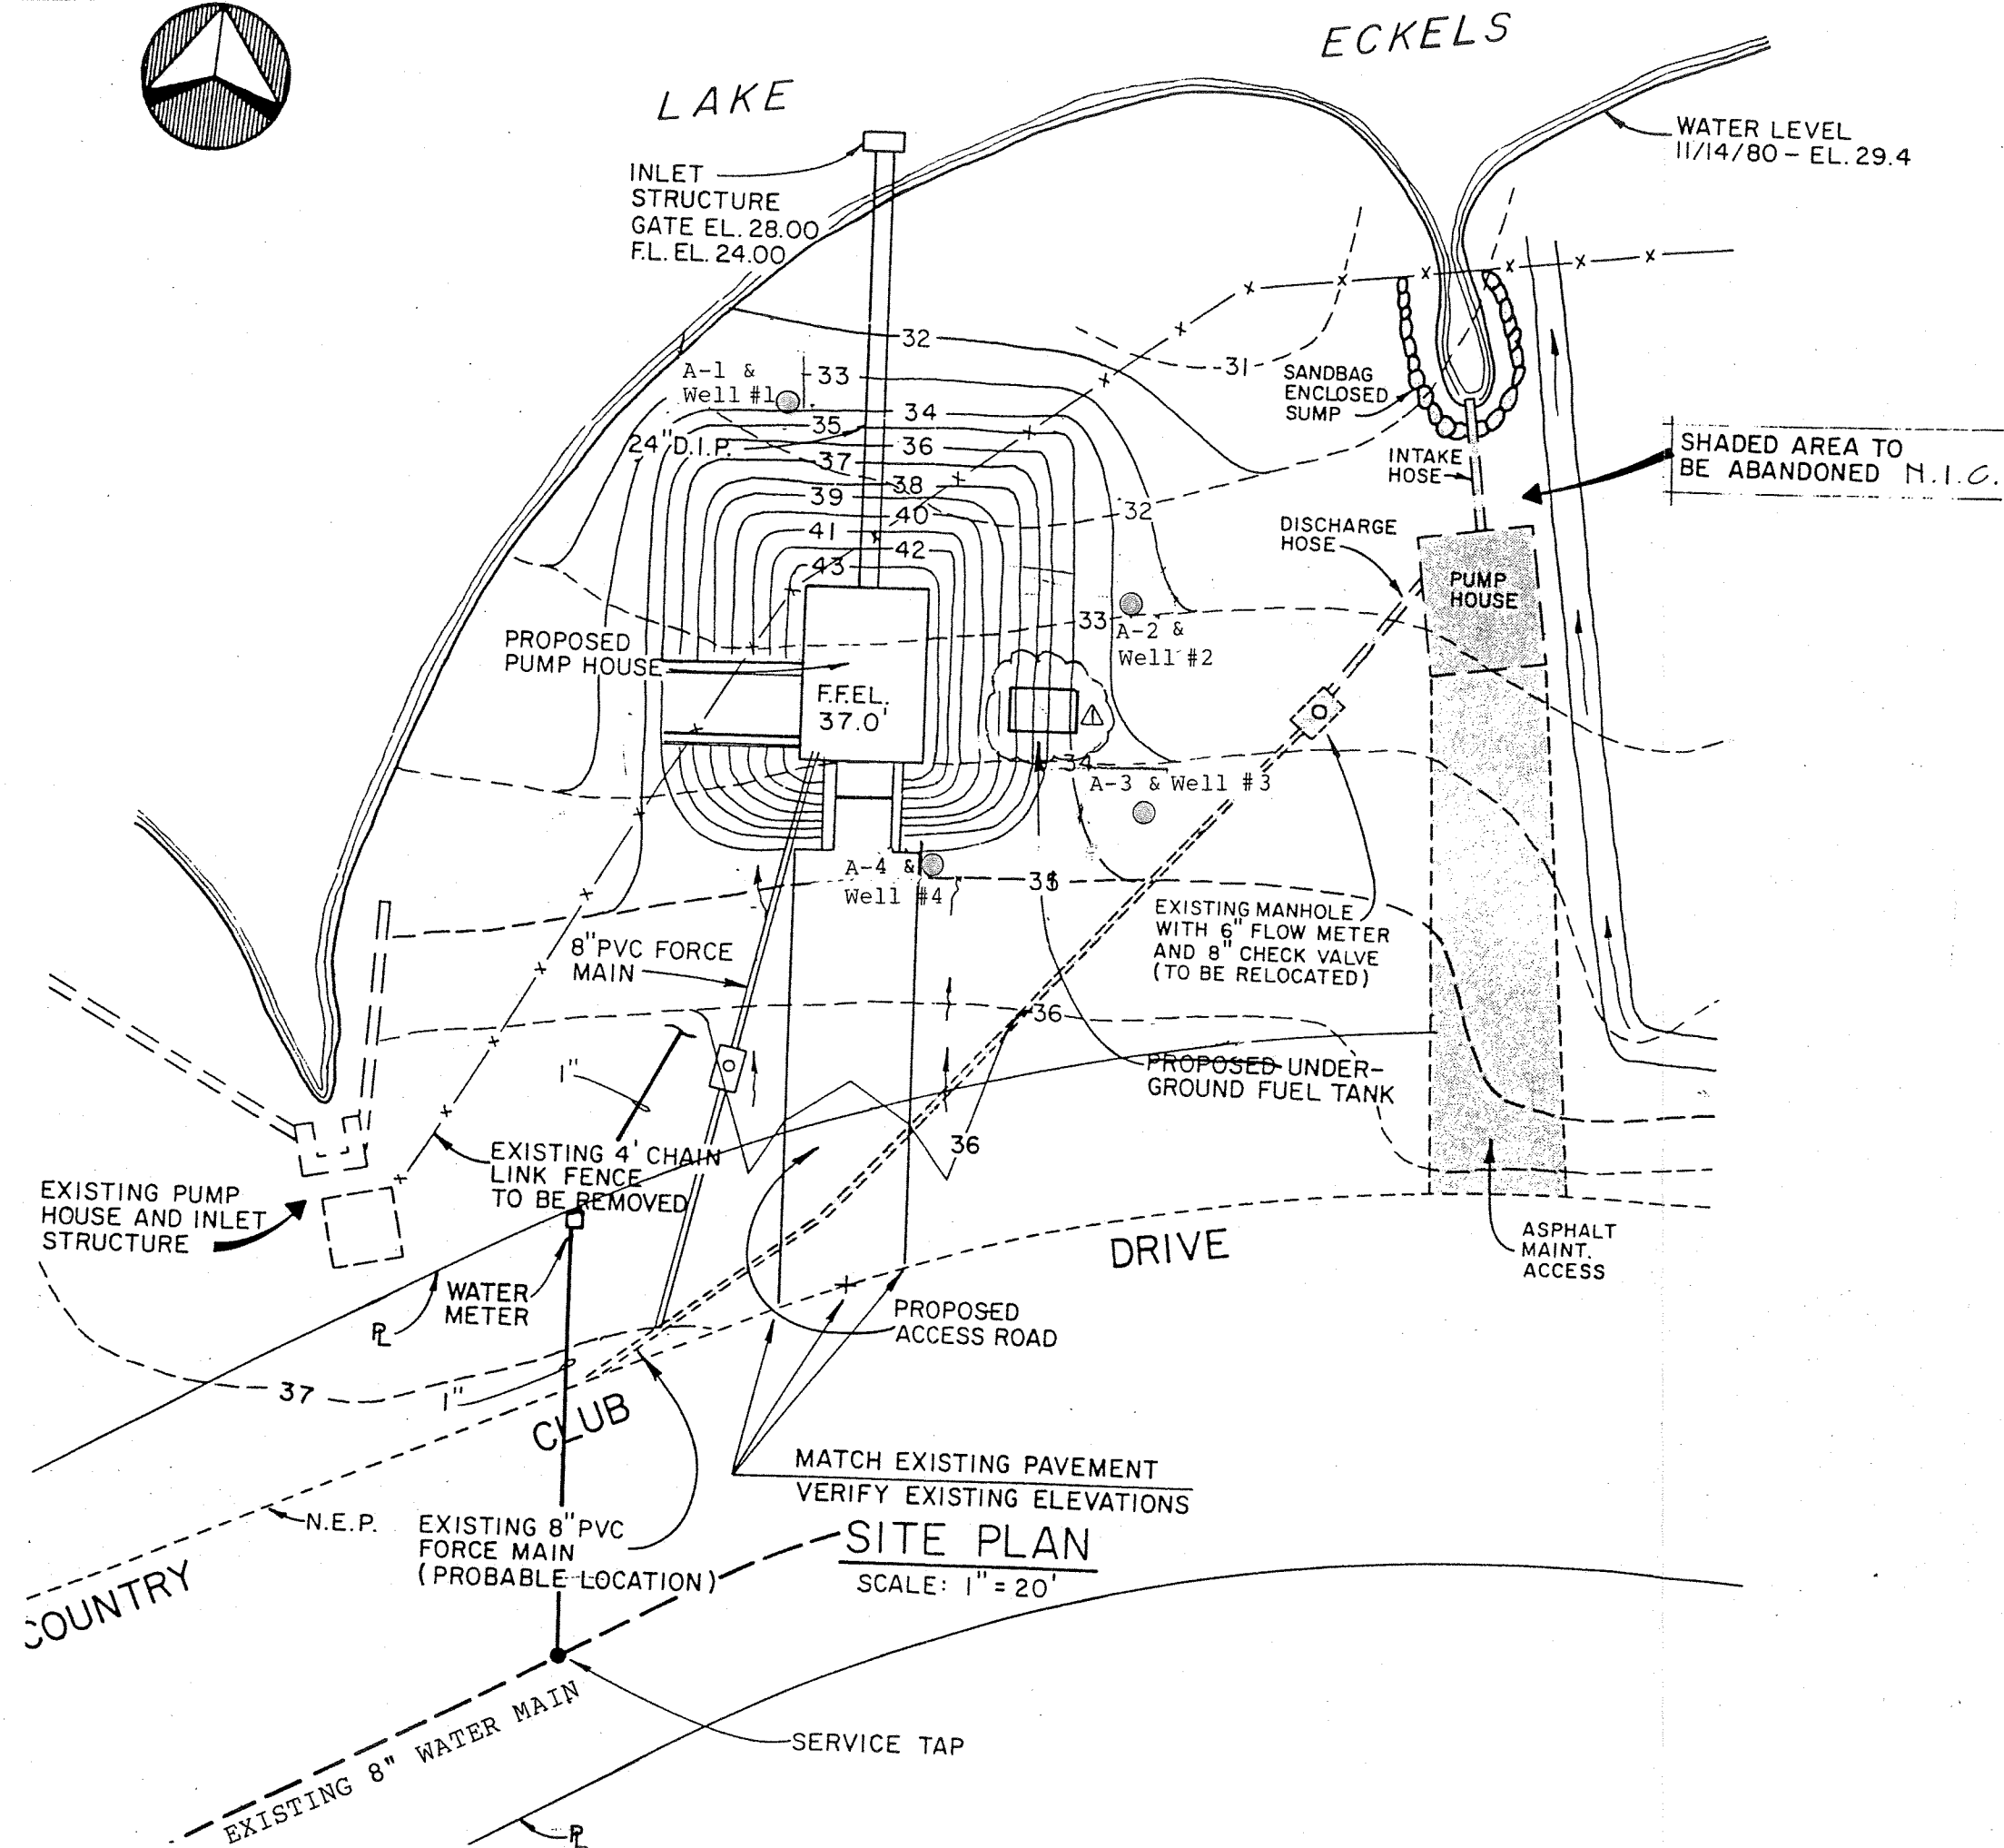 ECKELS
LAKE
WATER LEVEL
11/14/80 - EL. 29.4
INLET
STRUCTURE
GATE EL. 28.00
F.L. EL. 24.00
32
31
A-1 &
Well #1
33
SANDBAG
ENCLOSED
SUMP
34
35
24" D.I.P.
36
37
38
39
40
41
42
43
32
INTAKE
HOSE
SHADED AREA TO
BE ABANDONED N.I.C.
DISCHARGE
HOSE
PUMP
HOUSE
33
A-2 &
Well #2
PROPOSED
PUMP HOUSE
F.F.EL.
37.0'
1
34
A-3 & Well #3
A-4 &
Well #4
EXISTING MANHOLE
WITH 6" FLOW METER
AND 8" CHECK VALVE
(TO BE RELOCATED)
8" PVC FORCE
MAIN
36
1"
PROPOSED UNDER-
GROUND FUEL TANK
36
EXISTING 4' CHAIN
LINK FENCE
TO BE REMOVED
EXISTING PUMP
HOUSE AND INLET
STRUCTURE
DRIVE
ASPHALT
MAINT.
ACCESS
WATER
METER
PL
PROPOSED
ACCESS ROAD
37
1"
CLUB
MATCH EXISTING PAVEMENT
VERIFY EXISTING ELEVATIONS
N.E.P.
EXISTING 8" PVC
FORCE MAIN
(PROBABLE LOCATION)
SITE PLAN
SCALE: 1" = 20'
COUNTRY
EXISTING 8" WATER MAIN
SERVICE TAP
PL